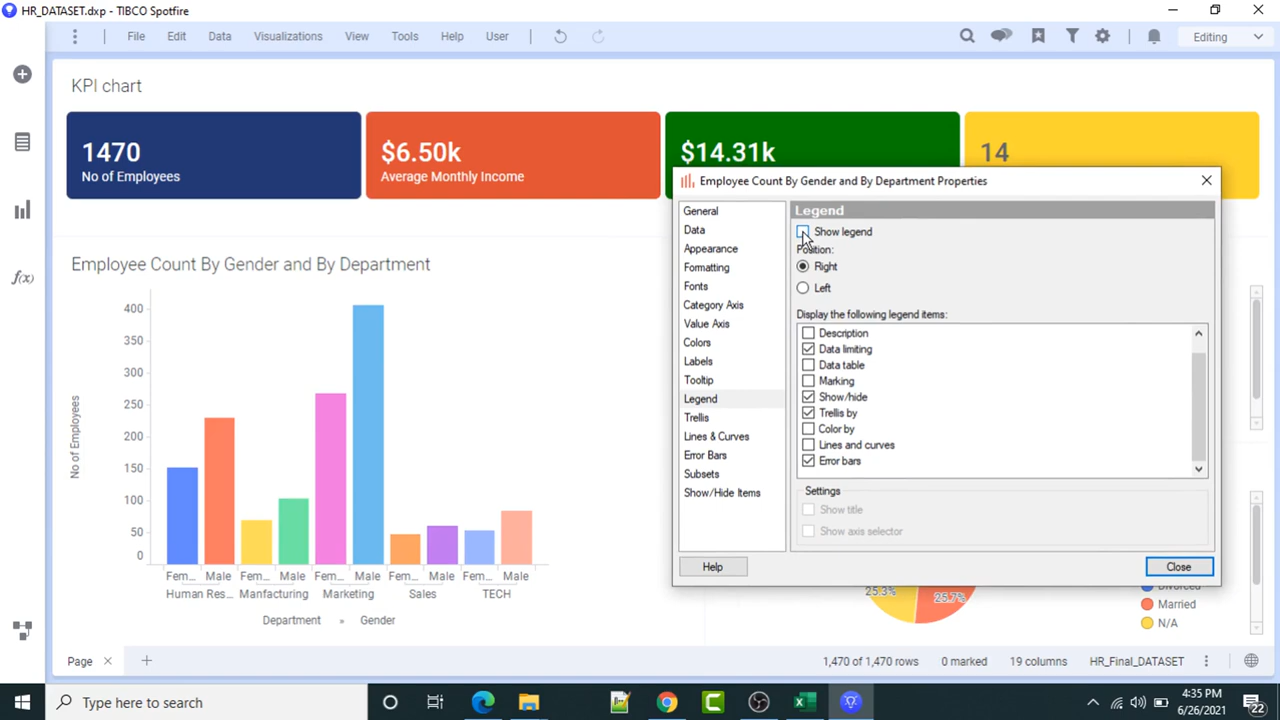 HR_DATASET.dxp - TIBCO Spotfire
File Edit Data Visualizations View Tools Help User Editing
KPI chart
1470
No of Employees
$6.50k
Average Monthly Income
$14.31k
14
Employee Count By Gender and By Department Properties
General
Data
Appearance
Formatting
Fonts
Category Axis
Value Axis
Colors
Labels
Tooltip
Legend
Trellis
Lines & Curves
Error Bars
Subsets
Show/Hide Items
Legend
Show legend
Position:
Right
Left
Display the following legend items:
Description
Data limiting
Data table
Marking
Show/hide
Trellis by
Color by
Lines and curves
Error bars
Settings
Show title
Show axis selector
Help
Close
f(x)
Employee Count By Gender and By Department
No of Employees
400
350
300
250
200
150
100
50
0
Fem... Male Fem... Male Fem... Male Fem... Male Fem... Male
Human Res... Manfacturing Marketing Sales TECH
Department » Gender
25.3%
25.7%
Divorced
Married
N/A
Page
1,470 of 1,470 rows 0 marked 19 columns HR_Final_DATASET
Type here to search
4:35 PM
6/26/2021
22